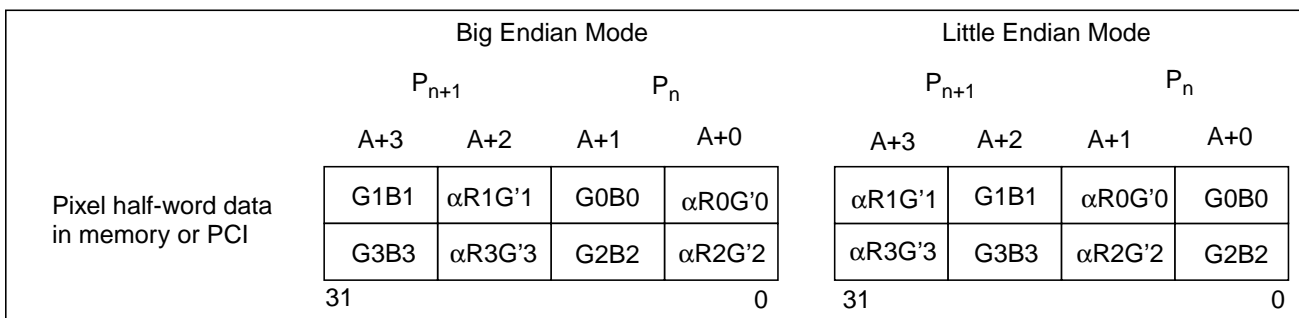 Big Endian Mode Little Endian Mode
Pn+1 Pn Pn+1 Pn
A+3 A+2 A+1 A+0 A+3 A+2 A+1 A+0
Pixel half-word data
in memory or PCI
G1B1 αR1G’1 G0B0 αR0G’0 αR1G’1 G1B1 αR0G’0 G0B0
G3B3 αR3G’3 G2B2 αR2G’2 αR3G’3 G3B3 αR2G’2 G2B2
31 0 31 0